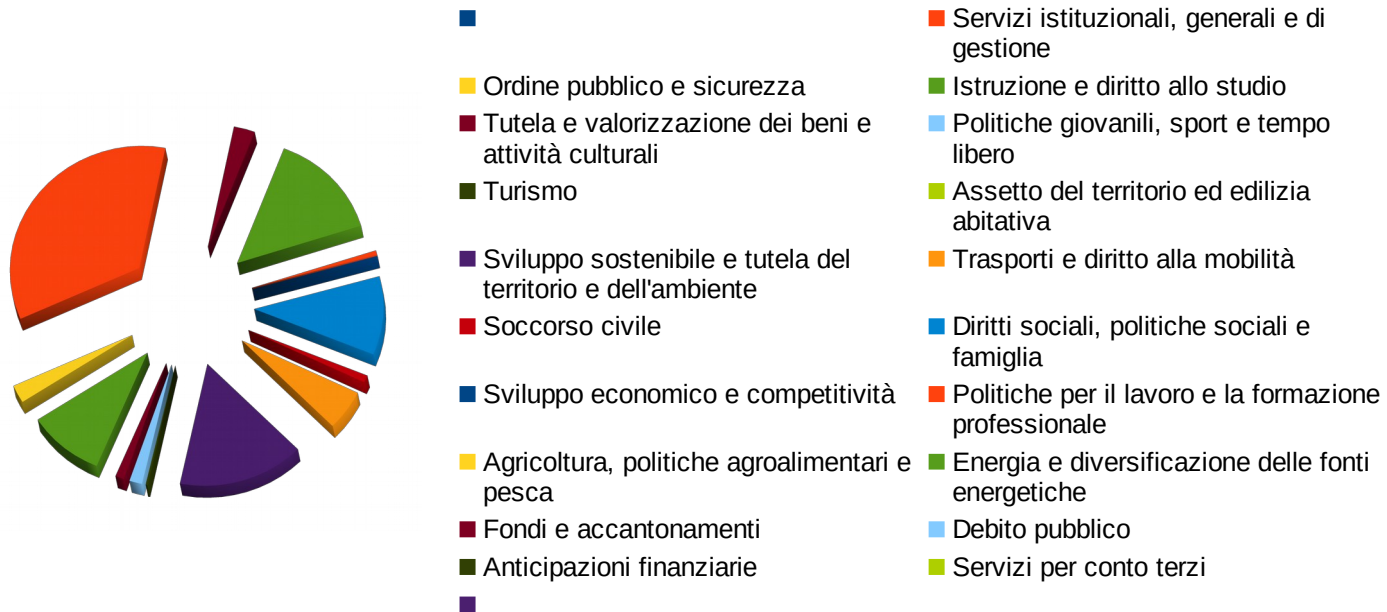 Servizi istituzionali, generali e di
gestione
Ordine pubblico e sicurezza
Istruzione e diritto allo studio
Tutela e valorizzazione dei beni e
attività culturali
Politiche giovanili, sport e tempo
libero
Turismo
Assetto del territorio ed edilizia
abitativa
Sviluppo sostenibile e tutela del
territorio e dell'ambiente
Trasporti e diritto alla mobilità
Soccorso civile
Diritti sociali, politiche sociali e
famiglia
Sviluppo economico e competitività
Politiche per il lavoro e la formazione
professionale
Agricoltura, politiche agroalimentari e
pesca
Energia e diversificazione delle fonti
energetiche
Fondi e accantonamenti
Debito pubblico
Anticipazioni finanziarie
Servizi per conto terzi